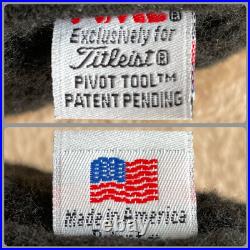 Exclusively for
Titleist®
PIVOT TOOL™
PATENT PENDING
Made in America